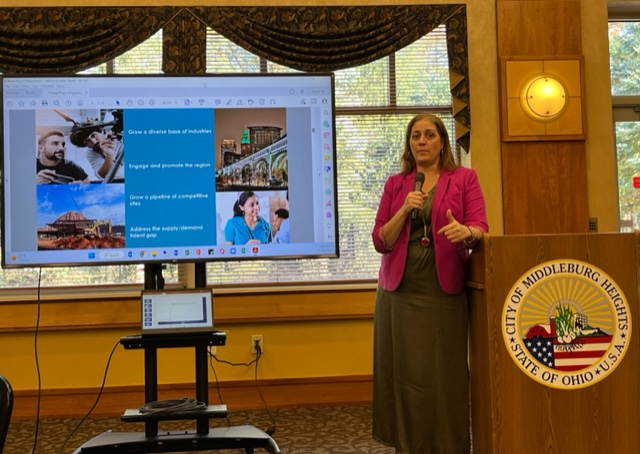 Grow a diverse base of industries
Engage and promote the region
Grow a pipeline of competitive
sites
Address the supply/demand
talent gap
CITY OF MIDDLEBURG HEIGHTS
STATE OF OHIO U.S.A.